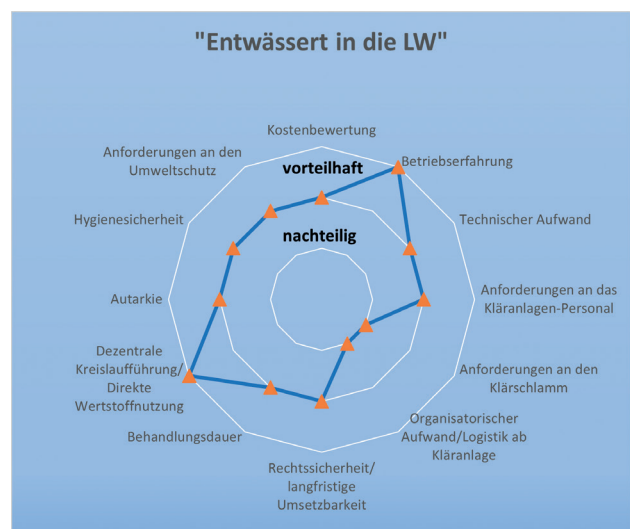 "Entwässert in die LW"
Kostenbewertung
vorteilhaft
Betriebserfahrung
Technischer Aufwand
Anforderungen an das
Kläranlagen-Personal
Anforderungen an den
Klärschlamm
Organisatorischer
Aufwand/Logistik ab
Kläranlage
Rechtssicherheit/
langfristige
Umsetzbarkeit
Behandlungsdauer
Dezentrale
Kreislaufführung/
Direkte
Wertstoffnutzung
Autarkie
Hygienesicherheit
Anforderungen an den
Umweltschutz
nachteilig